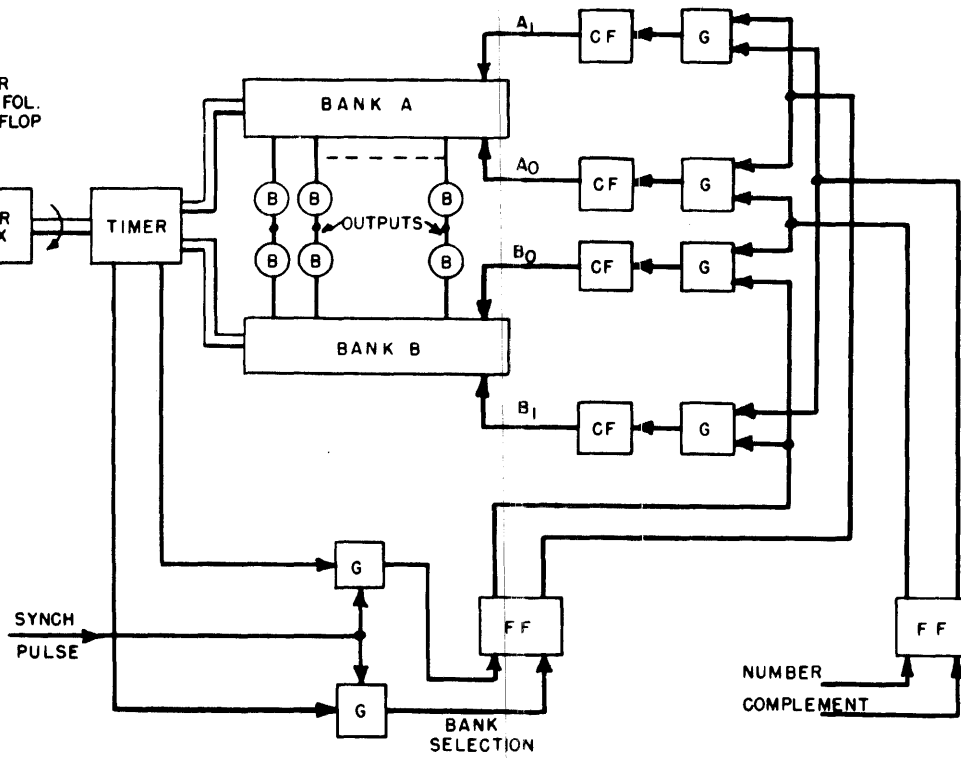 R
FOL.
FLOP
A1
CF
G
BANK A
A0
CF
G
R
X
TIMER
B
B
B
OUTPUTS
B
B
B
B0
CF
G
BANK B
B1
CF
G
G
SYNCH
PULSE
FF
FF
G
NUMBER
COMPLEMENT
BANK
SELECTION